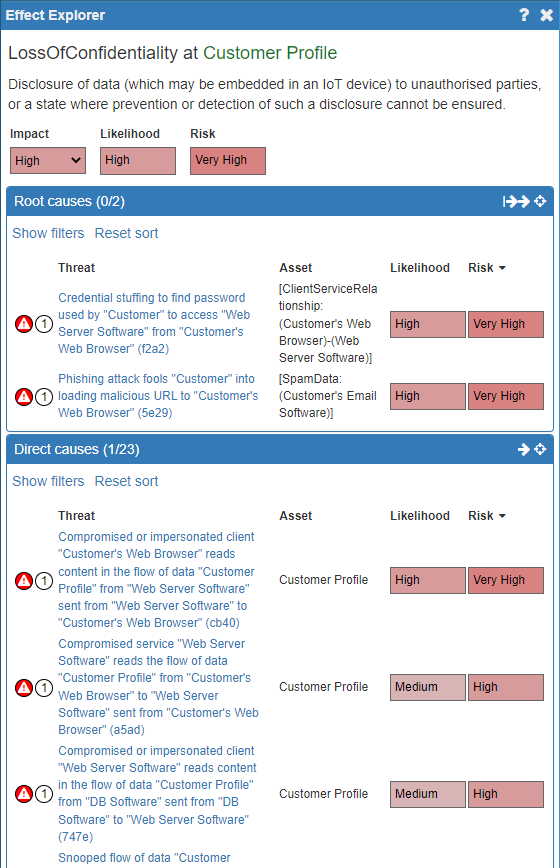 Effect Explorer ?
LossOfConfidentiality at Customer Profile
Disclosure of data (which may be embedded in an IoT device) to unauthorised parties,
or a state where prevention or detection of such a disclosure cannot be ensured.
Impact Likelihood Risk
High High Very High
Root causes (0/2)
Show filters Reset sort
Threat Asset Likelihood Risk
Credential stuffing to find password
used by "Customer" to access "Web
Server Software" from "Customer's
Web Browser" (f2a2)
[ClientServiceRela
tionship:
(Customer's Web
Browser)-(Web
Server Software)]
1 High Very High
Phishing attack fools "Customer" into
loading malicious URL to "Customer's
Web Browser" (5e29)
[SpamData:
(Customer's Email
Software)]
1 High Very High
Direct causes (1/23)
Show filters Reset sort
Threat Asset Likelihood Risk
Compromised or impersonated client
"Customer's Web Browser" reads
content in the flow of data "Customer
Profile" from "Web Server Software"
sent from "Web Server Software" to
"Customer's Web Browser" (cb40)
1 Customer Profile High Very High
Compromised service "Web Server
Software" reads the flow of data
"Customer Profile" from "Customer's
Web Browser" to "Web Server
Software" sent from "Customer's Web
Browser" (a5ad)
1 Customer Profile Medium High
Compromised or impersonated client
"Web Server Software" reads content
in the flow of data "Customer Profile"
from "DB Software" sent from "DB
Software" to "Web Server Software"
(747e)
1 Customer Profile Medium High
Snooped flow of data "Customer